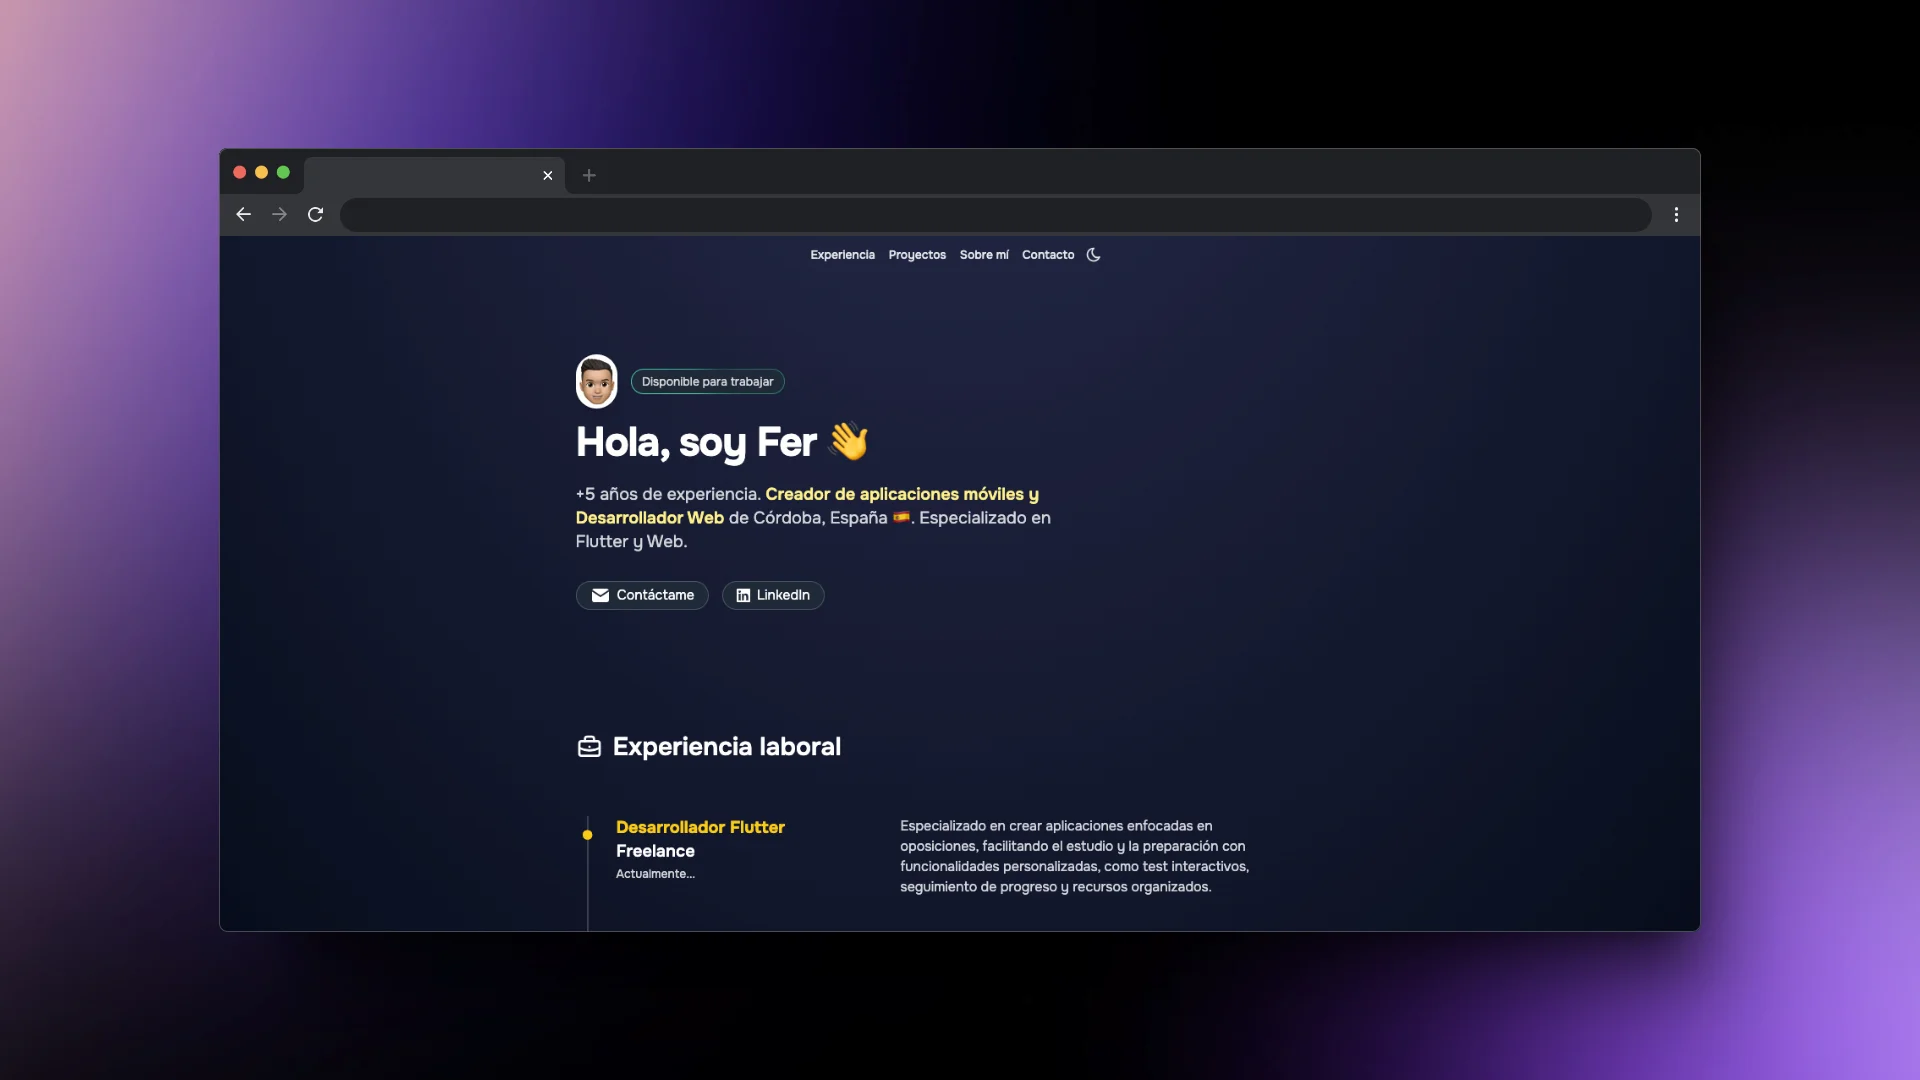 Experiencia Proyectos Sobre mí Contacto
Disponible para trabajar
Hola, soy Fer 👋
+5 años de experiencia. Creador de aplicaciones móviles y
Desarrollador Web de Córdoba, España 🇪🇸. Especializado en
Flutter y Web.
Contáctame
LinkedIn
Experiencia laboral
Desarrollador Flutter
Freelance
Actualmente...
Especializado en crear aplicaciones enfocadas en
oposiciones, facilitando el estudio y la preparación con
funcionalidades personalizadas, como test interactivos,
seguimiento de progreso y recursos organizados.